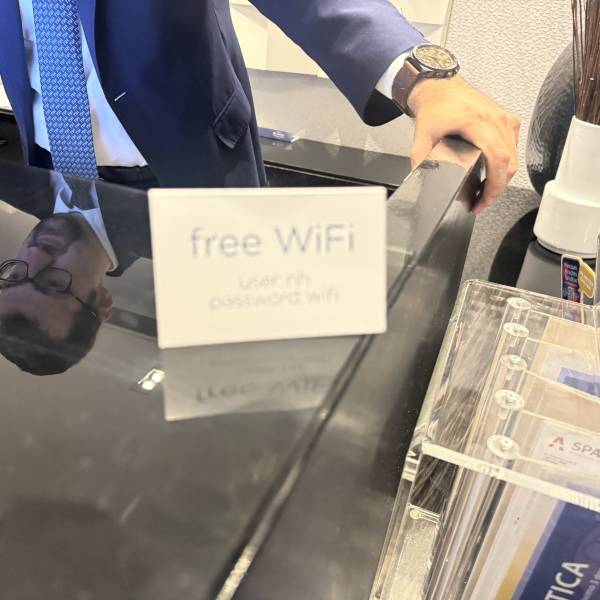 free WiFi
user: nh
password: wifi
SPA
TICA